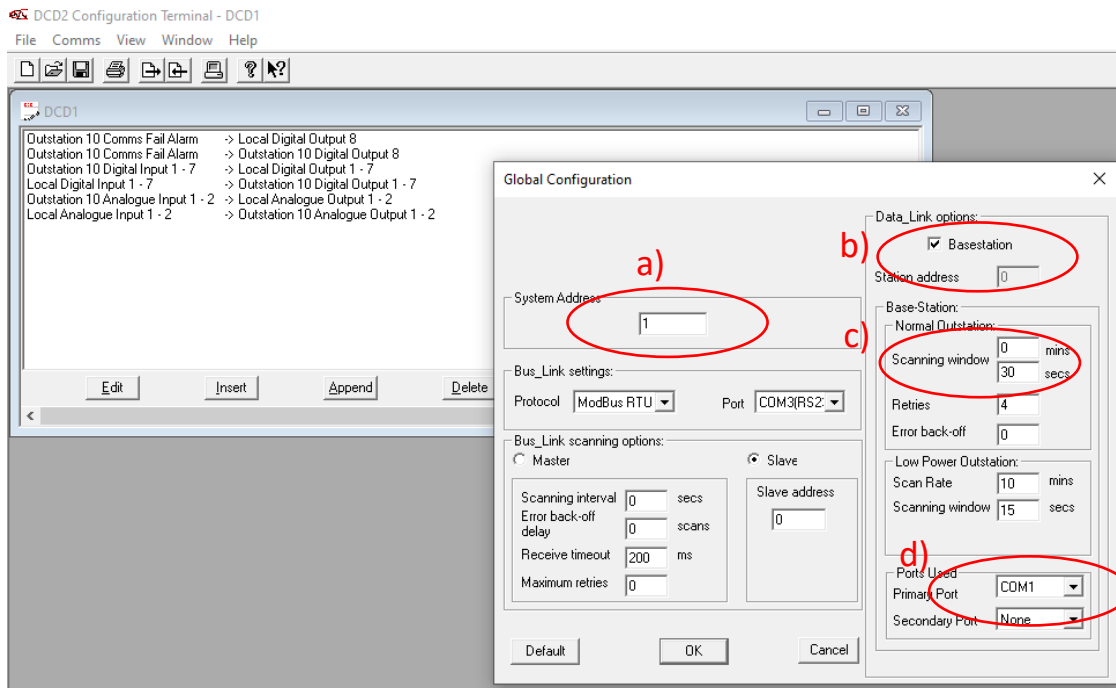 DCD2 Configuration Terminal - DCD1
File Comms View Window Help
DCD1
Outstation 10 Comms Fail Alarm -> Local Digital Output 8
Outstation 10 Comms Fail Alarm -> Outstation 10 Digital Output 8
Outstation 10 Digital Input 1 - 7 -> Local Digital Output 1 - 7
Local Digital Input 1 - 7 -> Outstation 10 Digital Output 1 - 7
Outstation 10 Analogue Input 1 - 2 -> Local Analogue Output 1 - 2
Local Analogue Input 1 - 2 -> Outstation 10 Analogue Output 1 - 2
Edit Insert Append Delete
Global Configuration
a)
System Address
1
Bus_Link settings:
Protocol ModBus RTU Port COM3(RS2:
Bus_Link scanning options:
Master Slave
Scanning interval 0 secs
Error back-off
delay 0 scans
Receive timeout 200 ms
Maximum retries 0
Slave address
0
Data_Link options:
b)
Basestation
Station address 0
Base-Station:
Normal Outstation:
c)
Scanning window 0 mins
30 secs
Retries 4
Error back-off 0
Low Power Outstation:
Scan Rate 10 mins
Scanning window 15 secs
d)
Ports Used
Primary Port COM1
Secondary Port None
Default OK Cancel